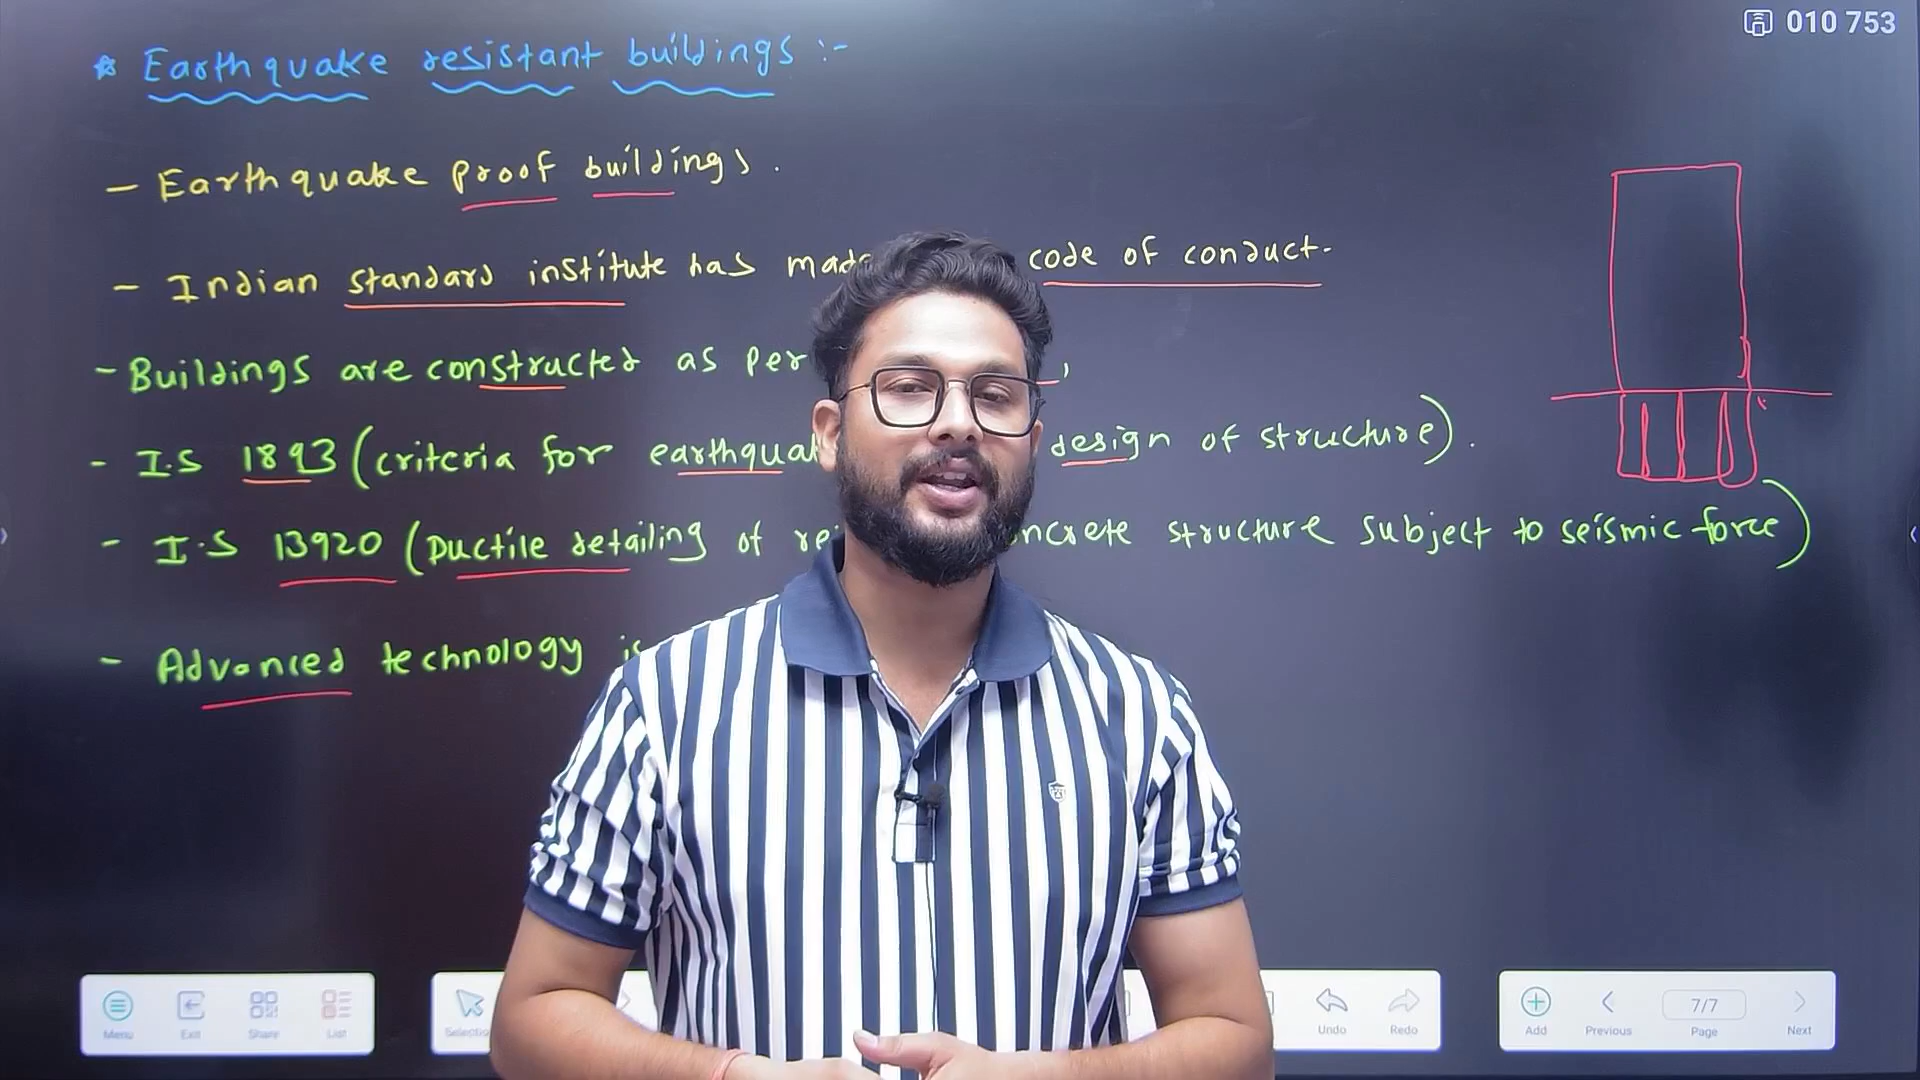 010 753
* Earthquake resistant buildings :-
- Earthquake proof buildings.
- Indian standard institute has made code of conduct.
- Buildings are constructed as per
- I.S 1893 (criteria for earthqua design of structure).
- I.S 13920 (Ductile detailing of re ncrete structure subject to seismic force)
- Advanced technology is
Menu Exit Share List Selectio Undo Redo Add Previous 7/7 Page Next